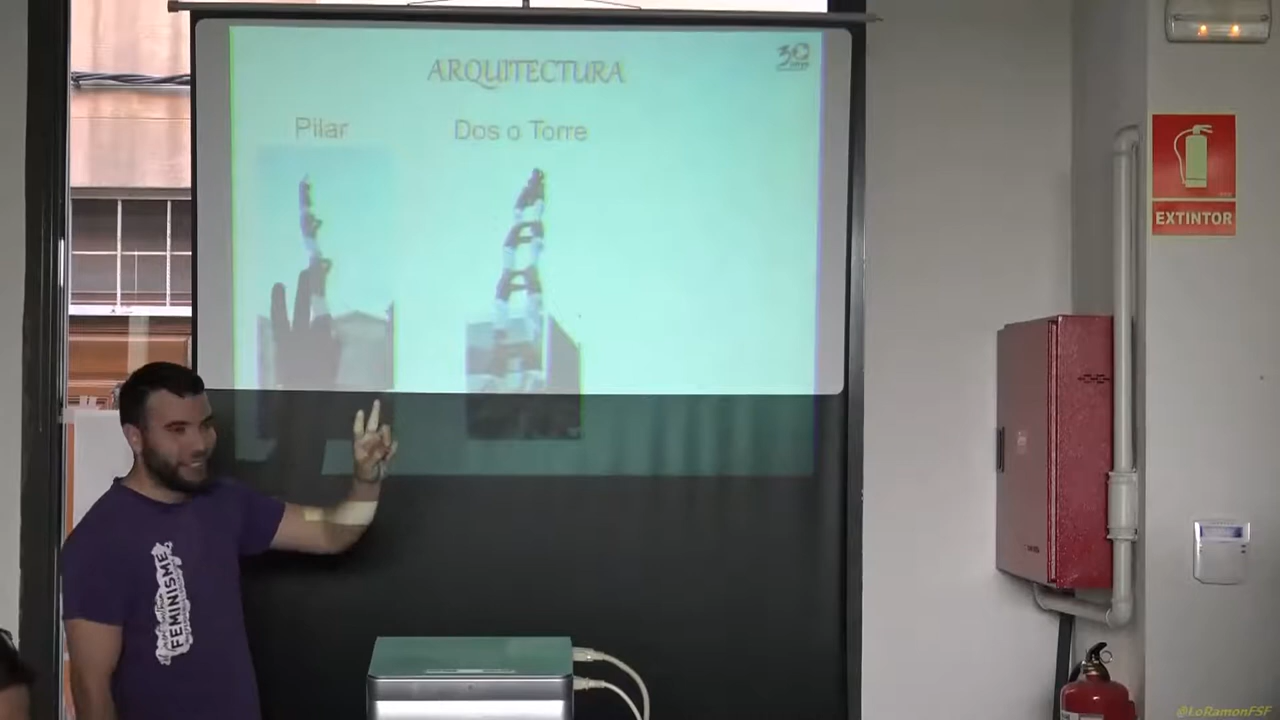 ARQUITECTURA
30
Pilar
Dos o Torre
EXTINTOR
FEMINISME
@LoRamonFSF